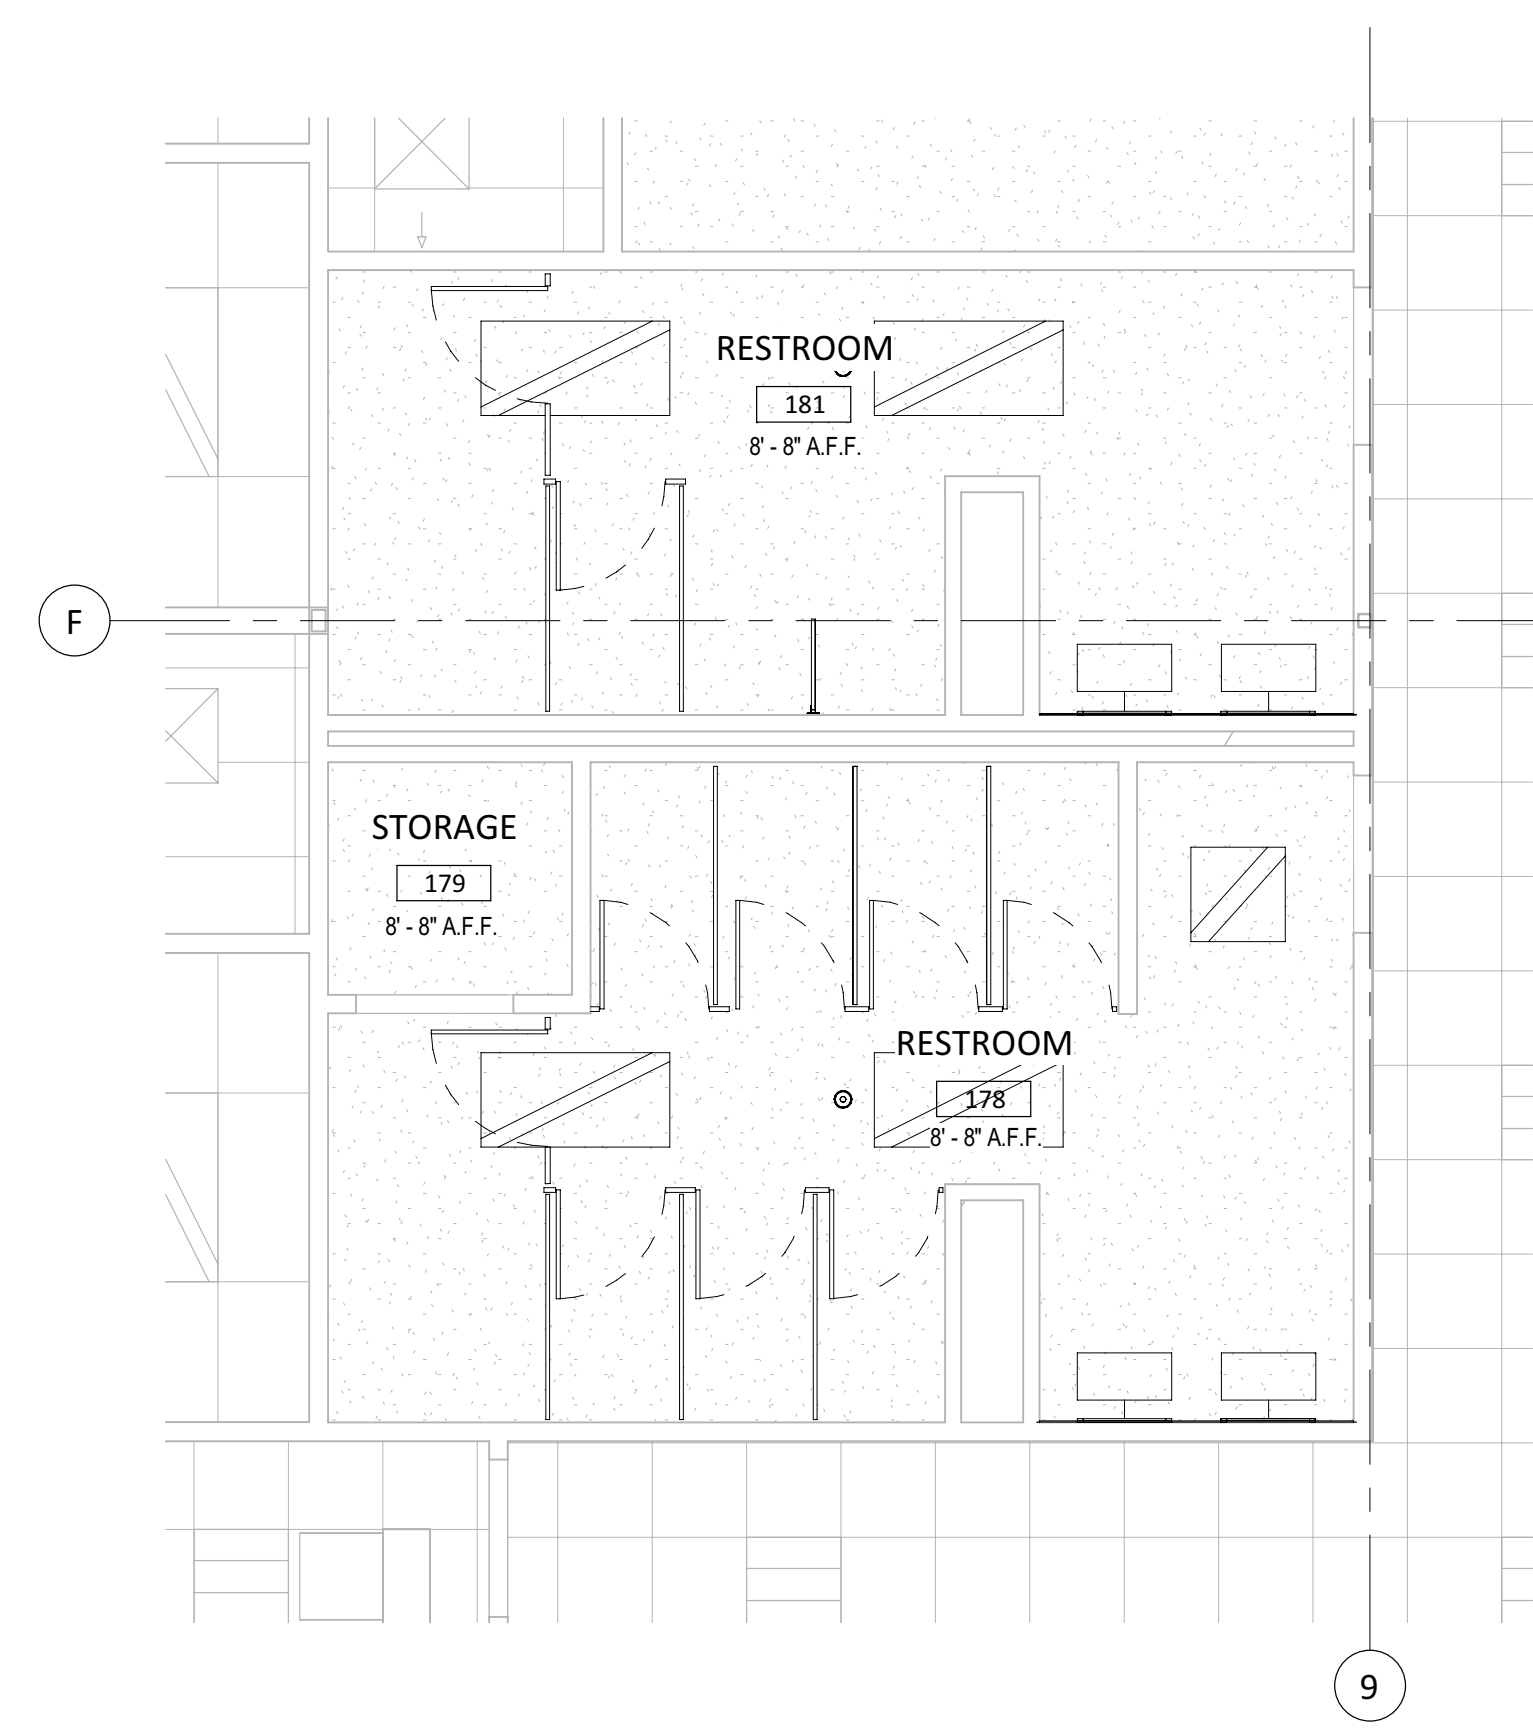 RESTROOM
181
8' - 8" A.F.F.
F
STORAGE
179
8' - 8" A.F.F.
RESTROOM
178
8' - 8" A.F.F.
9